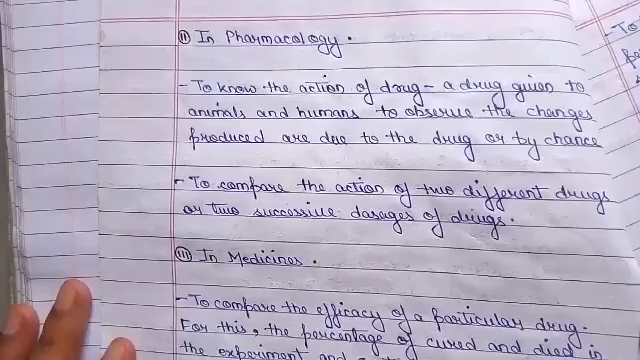 (ii) In Pharmacology.
- To know the action of drug - a drug given to
animals and humans to observe the changes
produced are due to the drug or by chance
- To compare the action of two different drugs
or two successive dosages of drugs.
(iii) In Medicines.
- To compare the efficacy of a particular drug.
For this, the percentage of cured and died in
the experiment and
- To